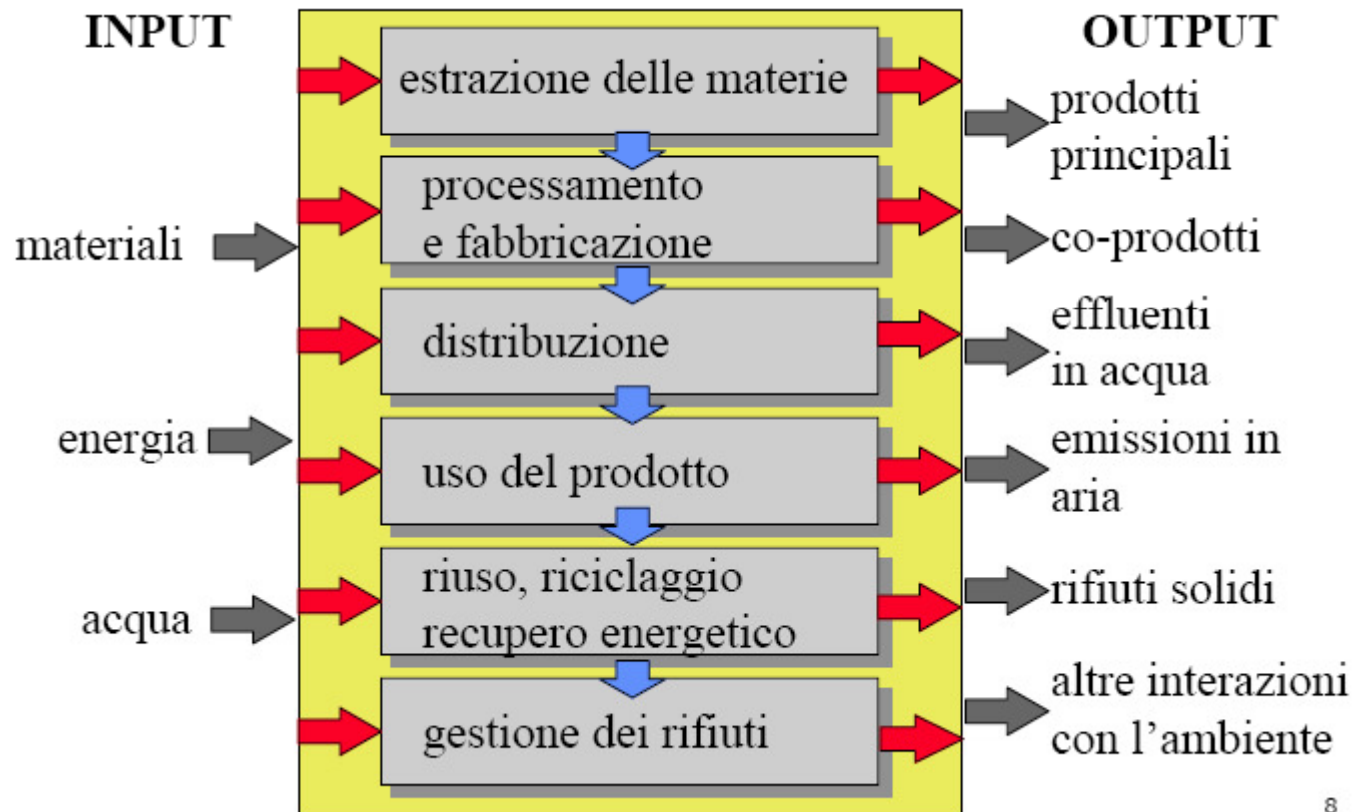 INPUT
OUTPUT
estrazione delle materie
prodotti
principali
processamento
e fabbricazione
materiali
co-prodotti
distribuzione
effluenti
in acqua
energia
uso del prodotto
emissioni in
aria
riuso, riciclaggio
recupero energetico
acqua
rifiuti solidi
gestione dei rifiuti
altre interazioni
con l’ambiente
8